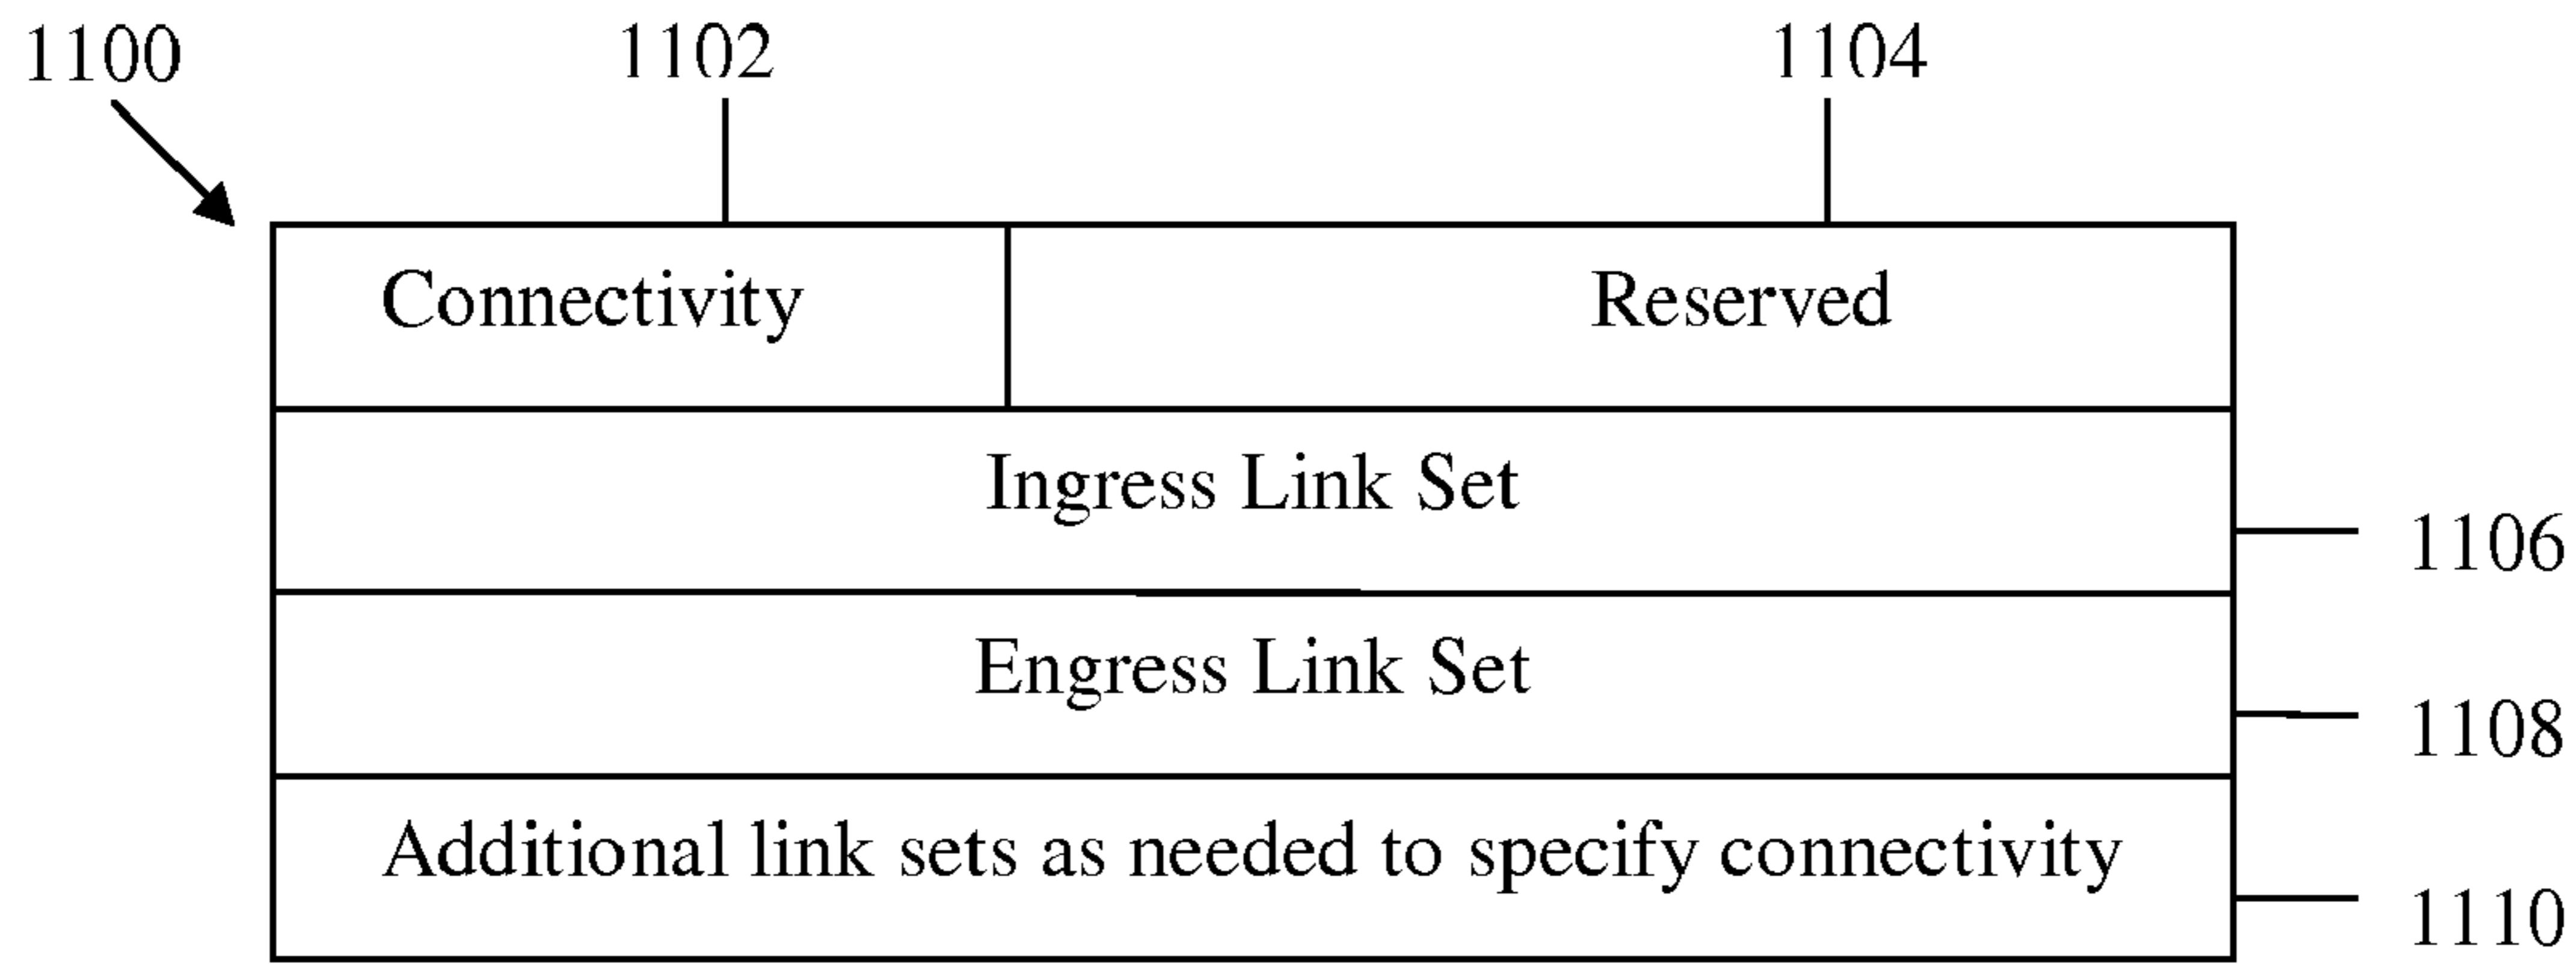 1100 1102 1104
Connectivity Reserved
Ingress Link Set
1106
Engress Link Set
1108
Additional link sets as needed to specify connectivity
1110